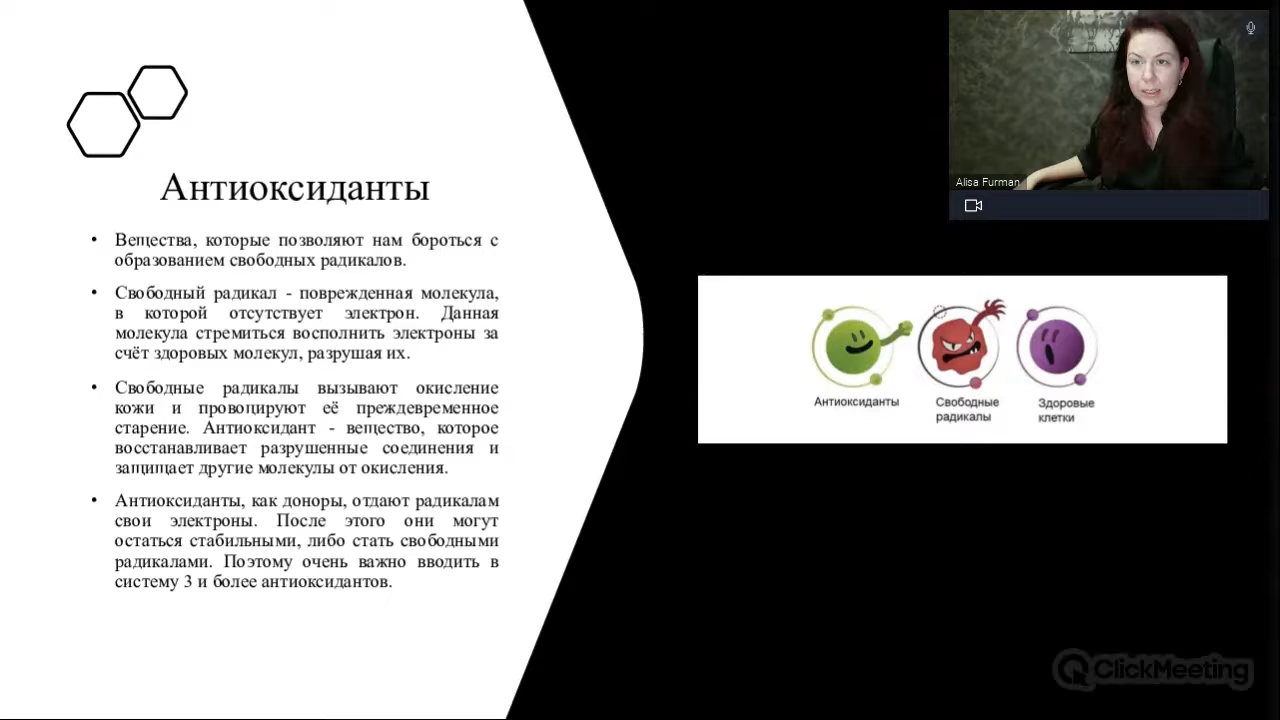 Антиоксиданты
• Вещества, которые позволяют нам бороться с
образованием свободных радикалов.
• Свободный радикал - поврежденная молекула,
в которой отсутствует электрон. Данная
молекула стремиться восполнить электроны за
счёт здоровых молекул, разрушая их.
• Свободные радикалы вызывают окисление
кожи и провоцируют её преждевременное
старение. Антиоксидант - вещество, которое
восстанавливает разрушенные соединения и
защищает другие молекулы от окисления.
• Антиоксиданты, как доноры, отдают радикалам
свои электроны. После этого они могут
остаться стабильными, либо стать свободными
радикалами. Поэтому очень важно вводить в
систему 3 и более антиоксидантов.
Alisa Furman
Антиоксиданты
Свободные
радикалы
Здоровые
клетки
ClickMeeting